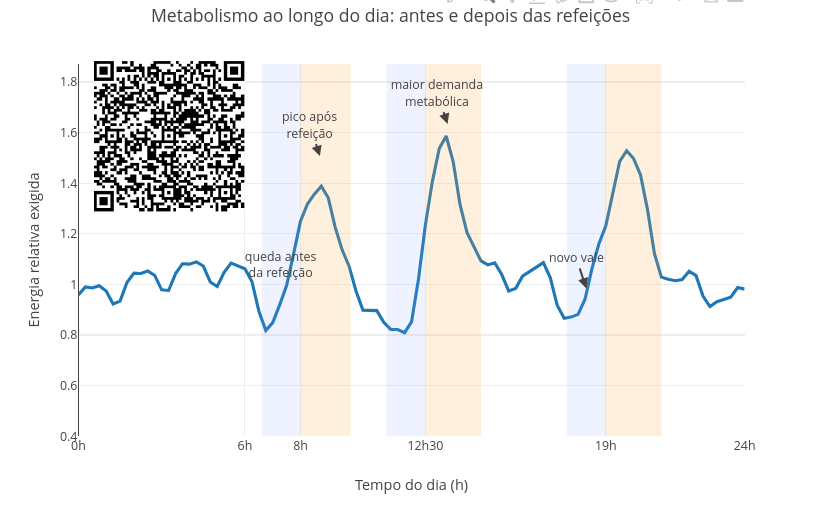 Metabolismo ao longo do dia: antes e depois das refeições
1.8
1.6
1.4
1.2
1
0.8
0.6
0.4
Energia relativa exigida
maior demanda
metabólica
pico após
refeição
queda antes
da refeição
novo vale
0h
6h
8h
12h30
19h
24h
Tempo do dia (h)